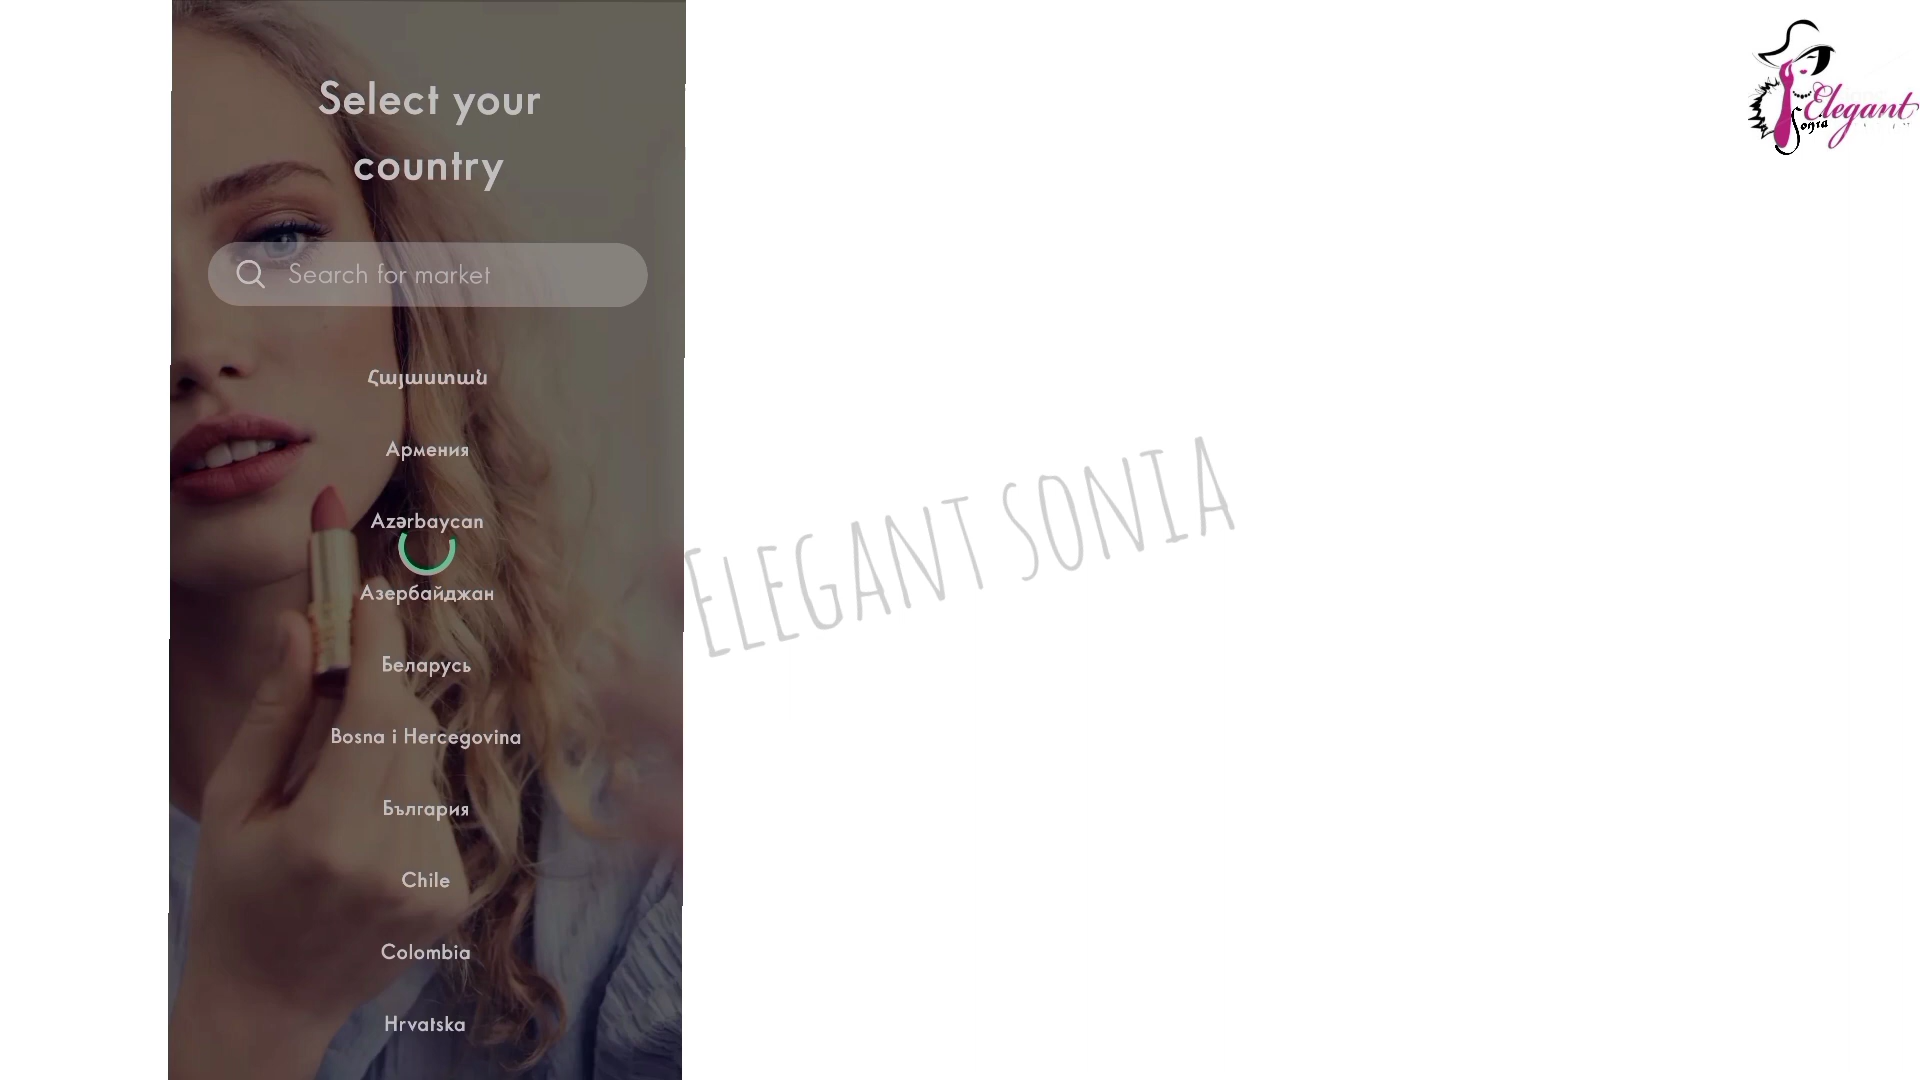 Select your
country
Search for market
Հայաստան
Армения
Azərbaycan
Азербайджан
Беларусь
Bosna i Hercegovina
България
Chile
Colombia
Hrvatska
ELEGANT SONIA
Elegant
Sonia